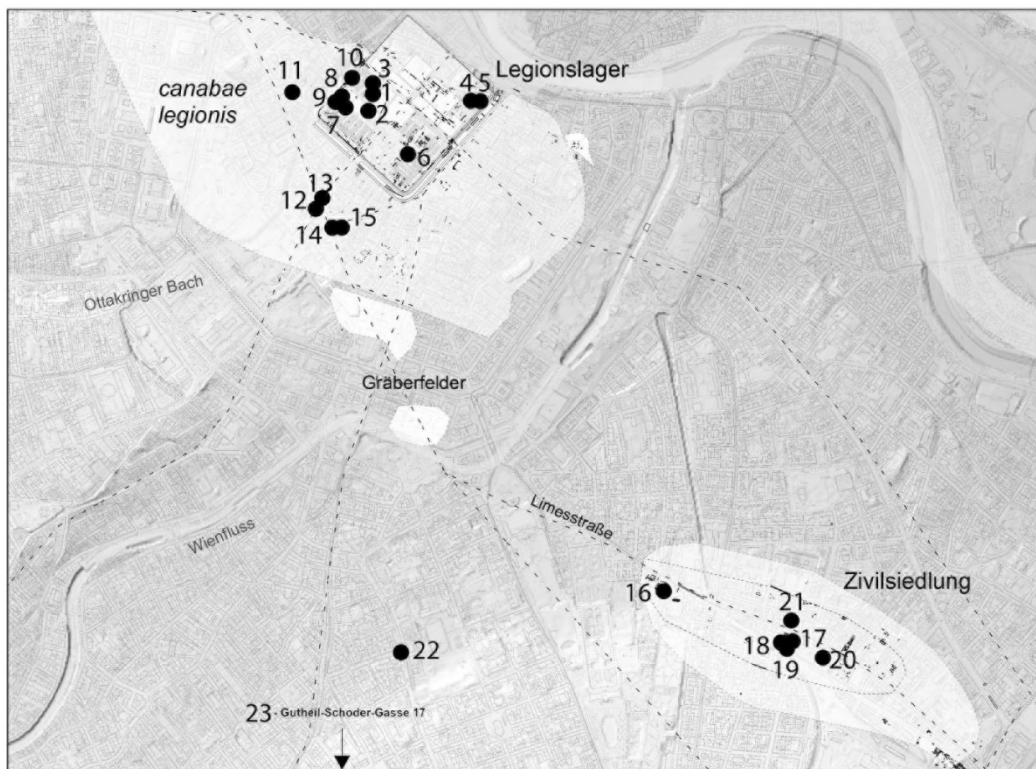 Legionslager
canabae
legionis
10
3
8
11
1
9
2
7
4
5
6
13
12
14
15
Ottakringer Bach
Gräberfelder
Limesstraße
Wienfluss
Zivilsiedlung
16
21
17
18
19
20
22
23 - Gutheil-Schoder-Gasse 17